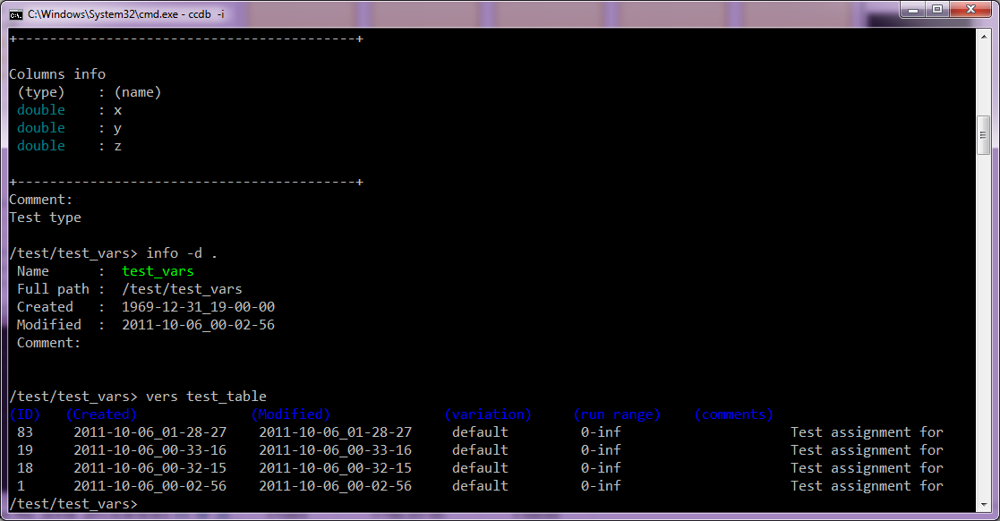 C:\Windows\System32\cmd.exe - ccdb -i
+------------------------------------------+
Columns info
(type)    : (name)
double    : x
double    : y
double    : z
+------------------------------------------+
Comment:
Test type
/test/test_vars> info -d .
Name      :  test_vars
Full path :  /test/test_vars
Created   :  1969-12-31_19-00-00
Modified  :  2011-10-06_00-02-56
Comment:
/test/test_vars> vers test_table
(ID)   (Created)              (Modified)              (variation)     (run range)    (comments)
83     2011-10-06_01-28-27    2011-10-06_01-28-27     default         0-inf                     Test assignment for
19     2011-10-06_00-33-16    2011-10-06_00-33-16     default         0-inf                     Test assignment for
18     2011-10-06_00-32-15    2011-10-06_00-32-15     default         0-inf                     Test assignment for
1      2011-10-06_00-02-56    2011-10-06_00-02-56     default         0-inf                     Test assignment for
/test/test_vars>